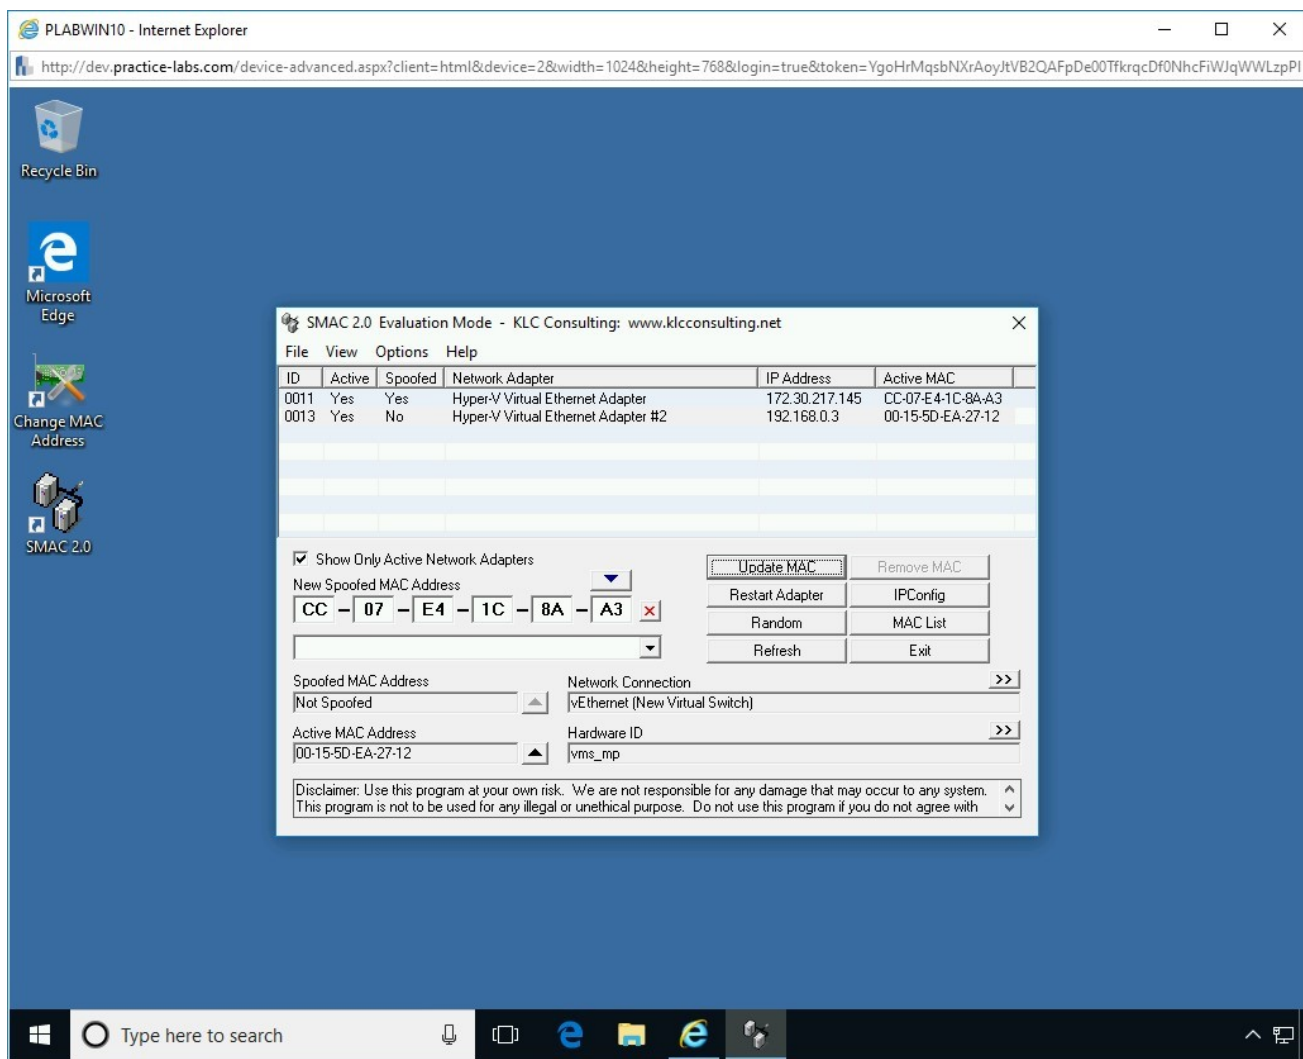 PLABWIN10 - Internet Explorer
http://dev.practice-labs.com/device-advanced.aspx?client=html&device=2&width=1024&height=768&login=true&token=YgoHrMqsbNXrAoyJtVB2QAFpDe00TfkrqcDf0NhcFiWJqWWLzpPI
Recycle Bin
Microsoft
Edge
Change MAC
Address
SMAC 2.0
SMAC 2.0 Evaluation Mode - KLC Consulting: www.klcconsulting.net
File View Options Help
ID Active Spoofed Network Adapter IP Address Active MAC
0011 Yes Yes Hyper-V Virtual Ethernet Adapter 172.30.217.145 CC-07-E4-1C-8A-A3
0013 Yes No Hyper-V Virtual Ethernet Adapter #2 192.168.0.3 00-15-5D-EA-27-12
Show Only Active Network Adapters
New Spoofed MAC Address
CC - 07 - E4 - 1C - 8A - A3
Update MAC Remove MAC
Restart Adapter IPConfig
Random MAC List
Refresh Exit
Spoofed MAC Address
Not Spoofed
Network Connection >>
vEthernet (New Virtual Switch)
Active MAC Address
00-15-5D-EA-27-12
Hardware ID >>
vms_mp
Disclaimer: Use this program at your own risk. We are not responsible for any damage that may occur to any system.
This program is not to be used for any illegal or unethical purpose. Do not use this program if you do not agree with
Type here to search